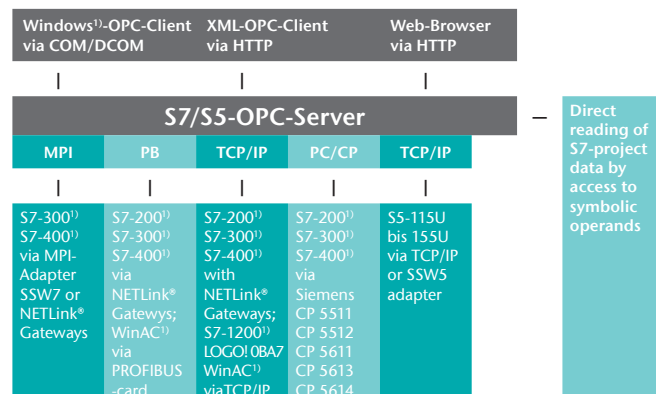 Windows¹⁾-OPC-Client
via COM/DCOM
XML-OPC-Client
via HTTP
Web-Browser
via HTTP
S7/S5-OPC-Server
MPI
PB
TCP/IP
PC/CP
TCP/IP
S7-300¹⁾
S7-400¹⁾
via MPI-
Adapter
SSW7 or
NETLink®
Gateways
S7-200¹⁾
S7-300¹⁾
S7-400¹⁾
via
NETLink®
Gatewys;
WinAC¹⁾
via
PROFIBUS
-card
S7-200¹⁾
S7-300¹⁾
S7-400¹⁾
with
NETLink®
Gateways;
S7-1200¹⁾
LOGO! 0BA7
WinAC¹⁾
viaTCP/IP
S7-200¹⁾
S7-300¹⁾
S7-400¹⁾
via
Siemens
CP 5511
CP 5512
CP 5611
CP 5613
CP 5614
S5-115U
bis 155U
via TCP/IP
or SSW5
adapter
Direct
reading of
S7-project
data by
access to
symbolic
operands